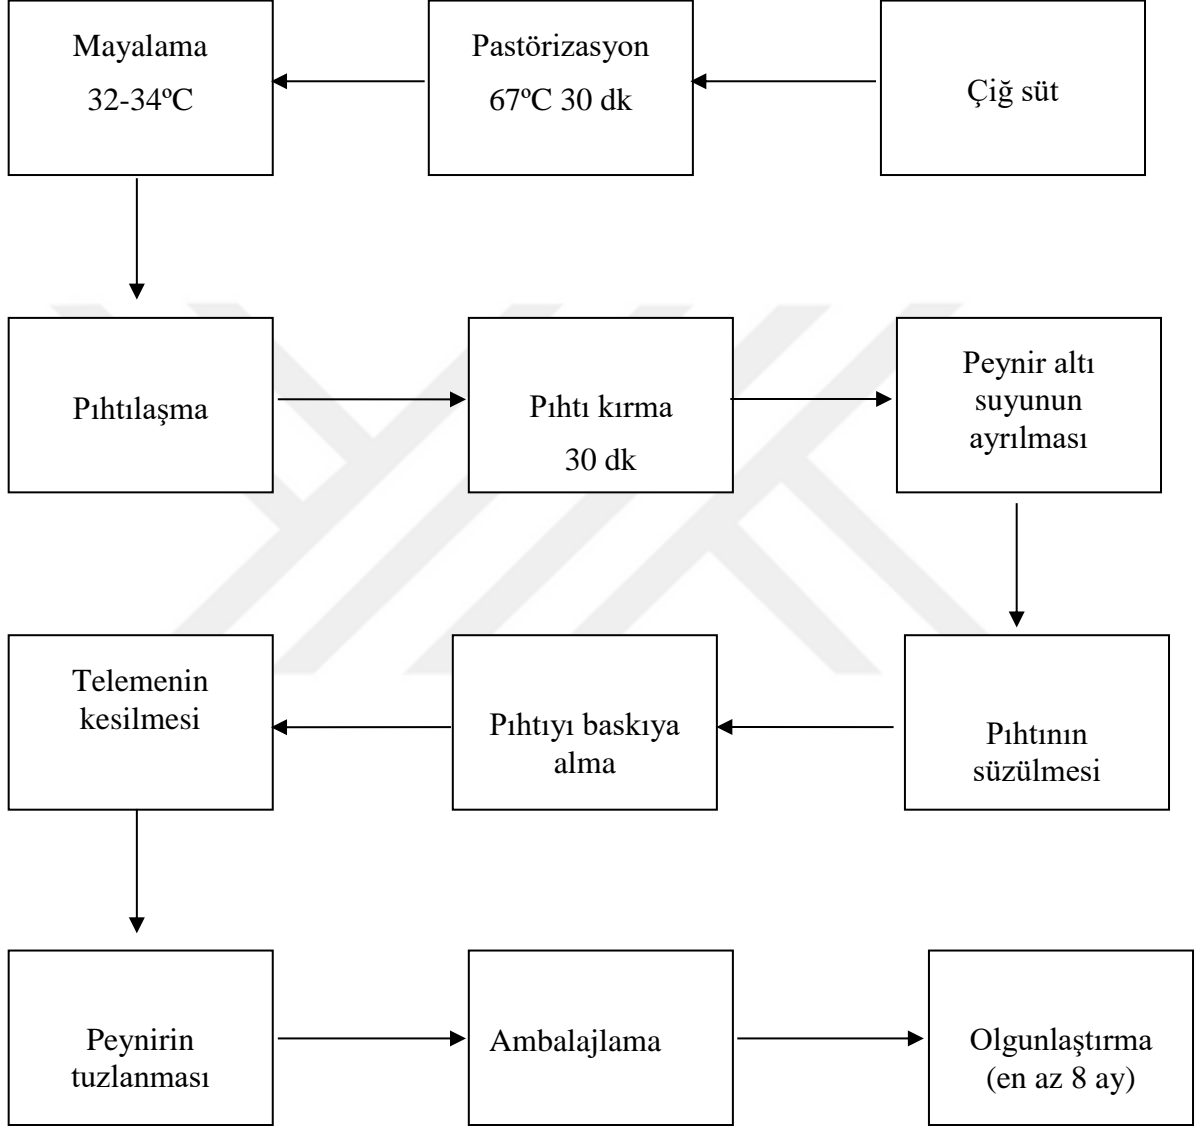 Mayalama
32-34ºC
Pastörizasyon
67ºC 30 dk
Çiğ süt
Pıhtılaşma
Pıhtı kırma
30 dk
Peynir altı
suyunun
ayrılması
Telemenin
kesilmesi
Pıhtıyı baskıya
alma
Pıhtının
süzülmesi
Peynirin
tuzlanması
Ambalajlama
Olgunlaştırma
(en az 8 ay)